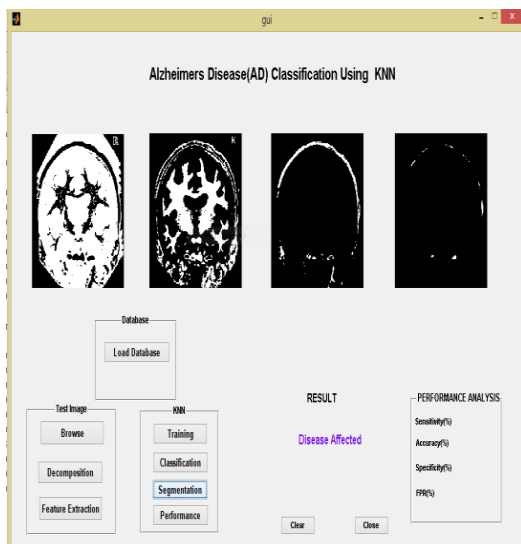 gui
Alzheimers Disease(AD) Classification Using KNN
Database
Load Database
Test Image
Browse
Decomposition
Feature Extraction
KNN
Training
Classification
Segmentation
Performance
RESULT
Disease Affected
Clear
Close
PERFORMANCE ANALYSIS
Sensitivity(%)
Accuracy(%)
Specificity(%)
FPR(%)